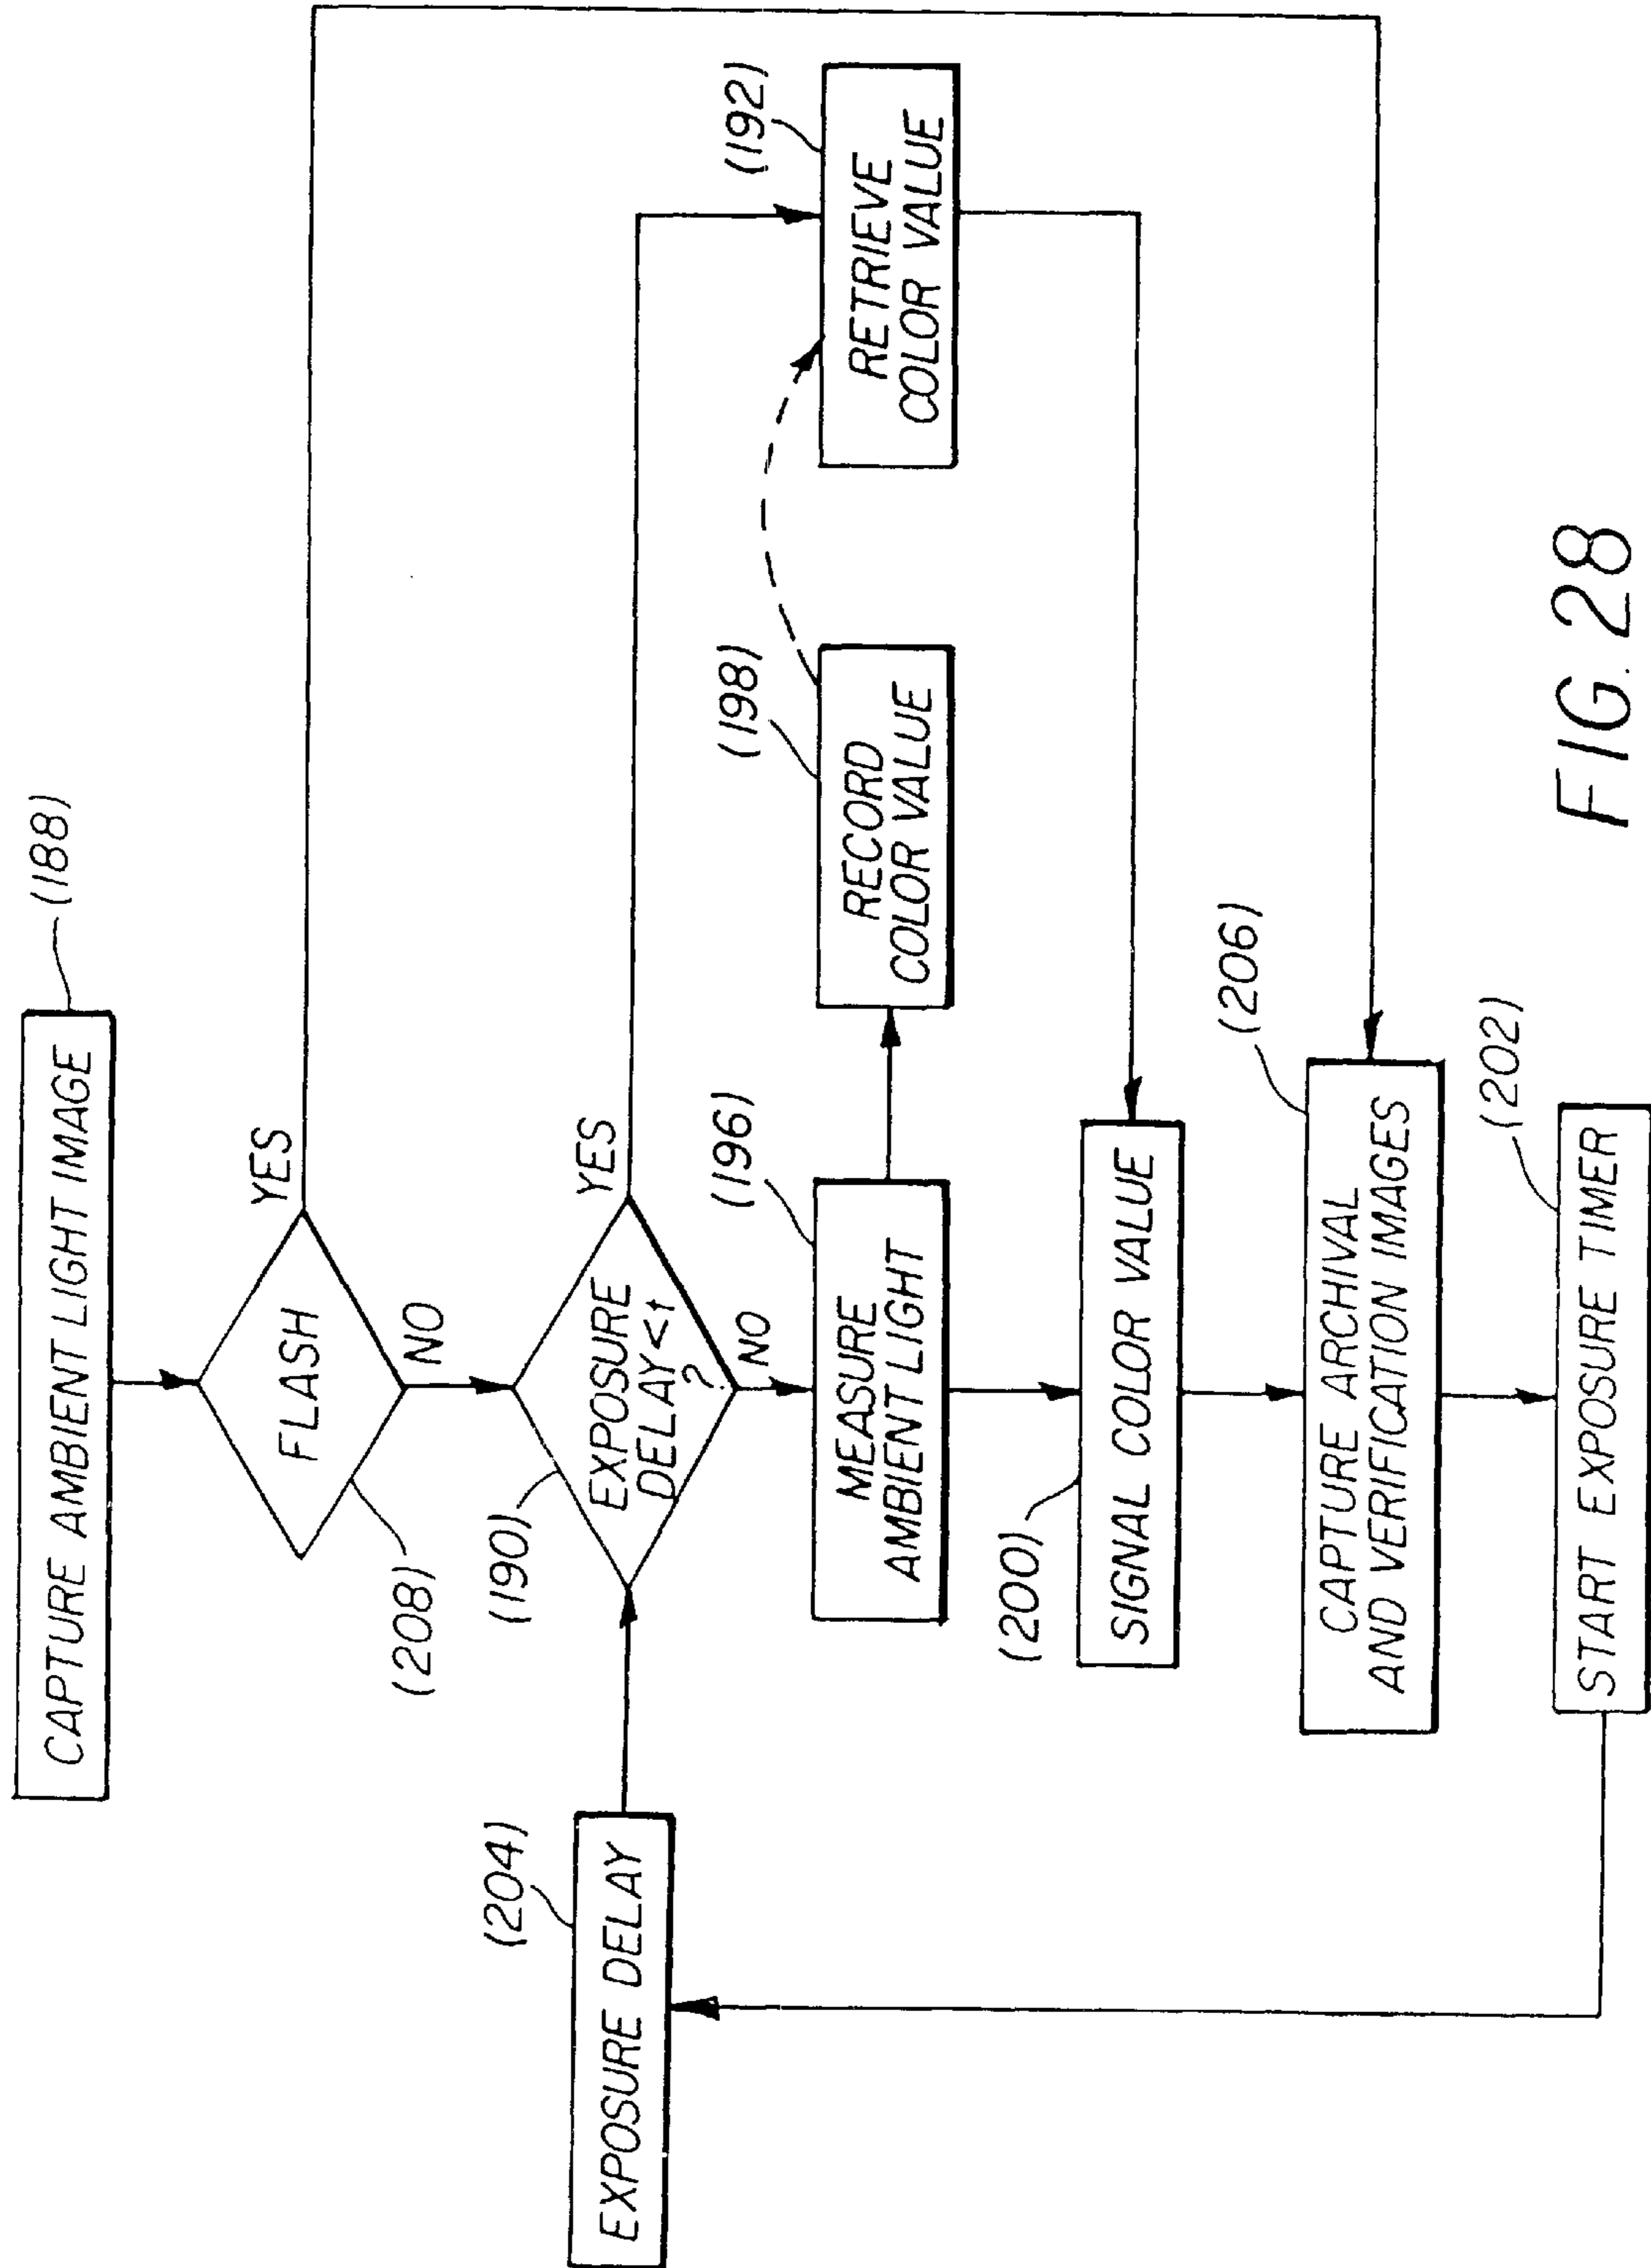 CAPTURE AMBIENT LIGHT IMAGE
(188)
FLASH
YES
NO
(208)
EXPOSURE DELAY
(204)
(190)
EXPOSURE
DELAY<t
?
YES
NO
MEASURE
AMBIENT LIGHT
(196)
RECORD
COLOR VALUE
(198)
RETRIEVE
COLOR VALUE
(192)
SIGNAL COLOR VALUE
(200)
CAPTURE ARCHIVAL
AND VERIFICATION IMAGES
(206)
START EXPOSURE TIMER
(202)
FIG. 28